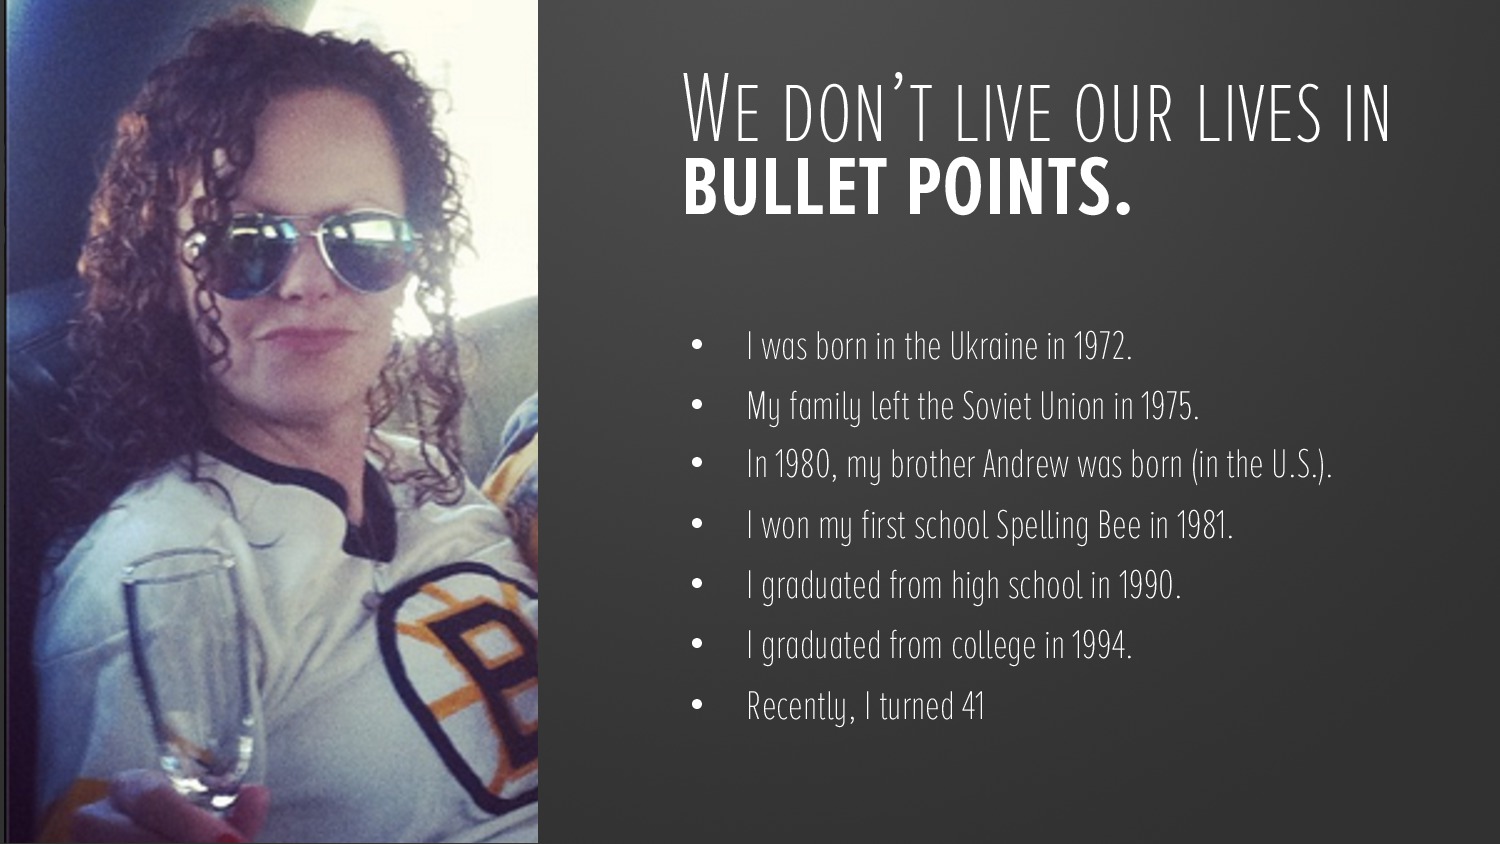 WE DON'T LIVE OUR LIVES IN
BULLET POINTS.
• I was born in the Ukraine in 1972.
• My family left the Soviet Union in 1975.
• In 1980, my brother Andrew was born (in the U.S.).
• I won my first school Spelling Bee in 1981.
• I graduated from high school in 1990.
• I graduated from college in 1994.
• Recently, I turned 41
B